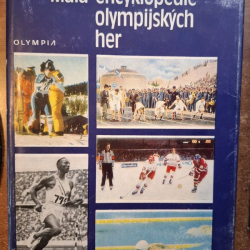 malá encyklopedie
olympijských
her
OLYMPIA